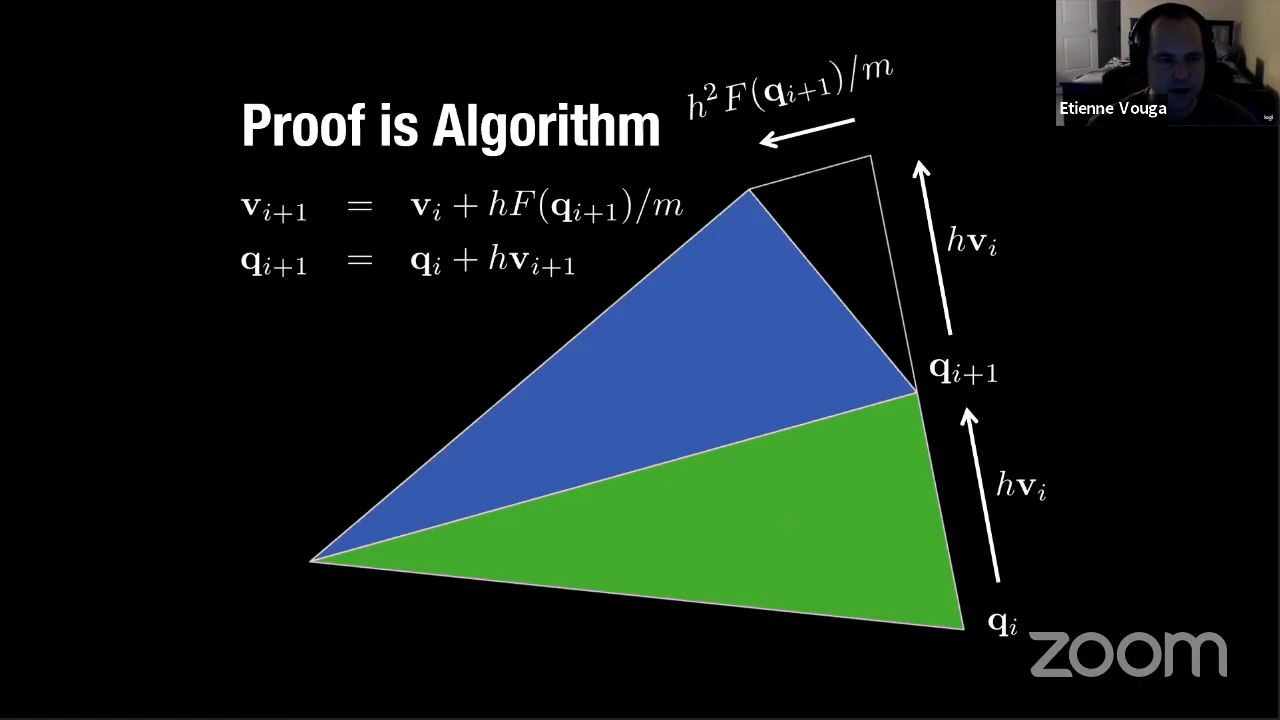 h²F(𝐪ᵢ₊₁)/m
Etienne Vouga
logi
Proof is Algorithm
𝐯ᵢ₊₁ = 𝐯ᵢ + hF(𝐪ᵢ₊₁)/m
h𝐯ᵢ
𝐪ᵢ₊₁ = 𝐪ᵢ + h𝐯ᵢ₊₁
𝐪ᵢ₊₁
h𝐯ᵢ
𝐪ᵢ
zoom